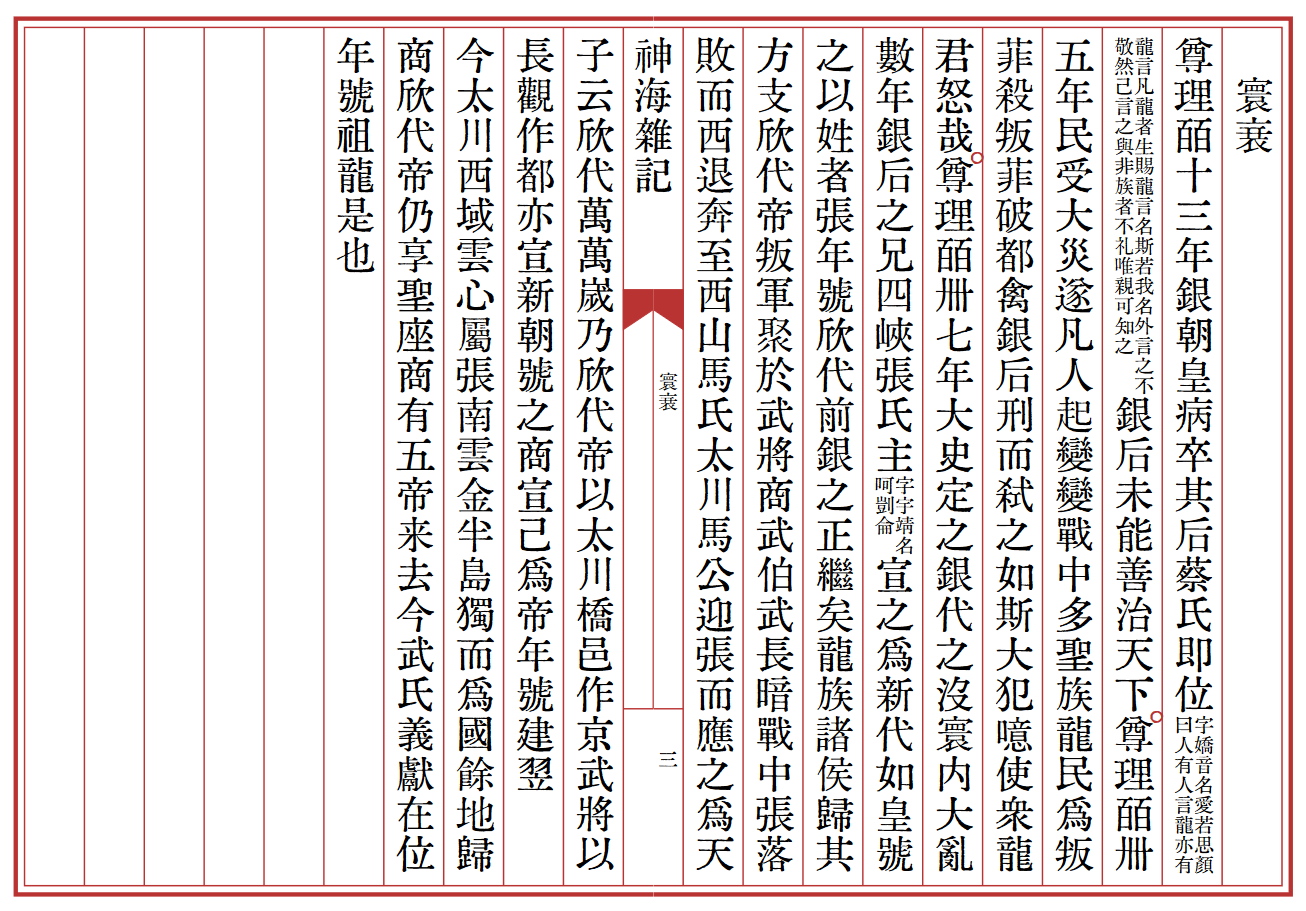 寰衰
尊理皕十三年銀朝皇病卒其后蔡氏即位字嬌音名愛若思顏曰人有人言龍亦有
龍言凡龍者生賜龍言名斯若我名外言之不敬然己言之與非族者不礼唯親可知之銀后未能善治天下尊理皕卌
五年民受大災遂凡人起變變戰中多聖族龍民爲叛
菲殺叛菲破都禽銀后刑而弒之如斯大犯噫使衆龍
君怒哉尊理皕卌七年大史定之銀代之沒寰内大亂
數年銀后之兄四峽張氏主字字靖名呵剴侖宣之爲新代如皇號
之以姓者張年號欣代前銀之正繼矣龍族諸侯歸其
方支欣代帝叛軍聚於武將商武伯武長暗戰中張落
敗而西退奔至西山馬氏太川馬公迎張而應之爲天
神海雜記
寰衰
三
子云欣代萬萬嵗乃欣代帝以太川橋邑作京武將以
長觀作都亦宣新朝號之商宣己爲帝年號建翌
今太川西域雲心屬張南雲金半島獨而爲國餘地歸
商欣代帝仍享聖座商有五帝来去今武氏義獻在位
年號祖龍是也